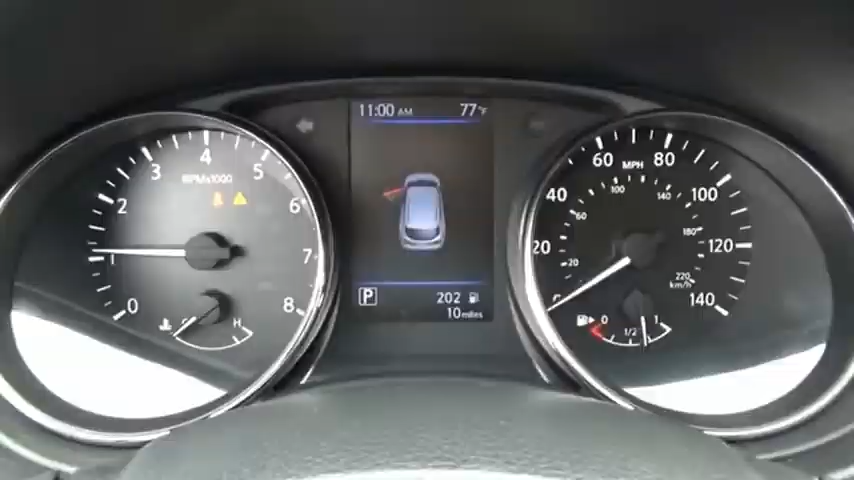 11:00 AM 77°F
0 1 2 3 4 5 6 7 8
RPMx1000
C H
P 202
10 miles
20 40 60 80 100 120 140
MPH
20 60 100 140 180 220
km/h
0 1/2 1